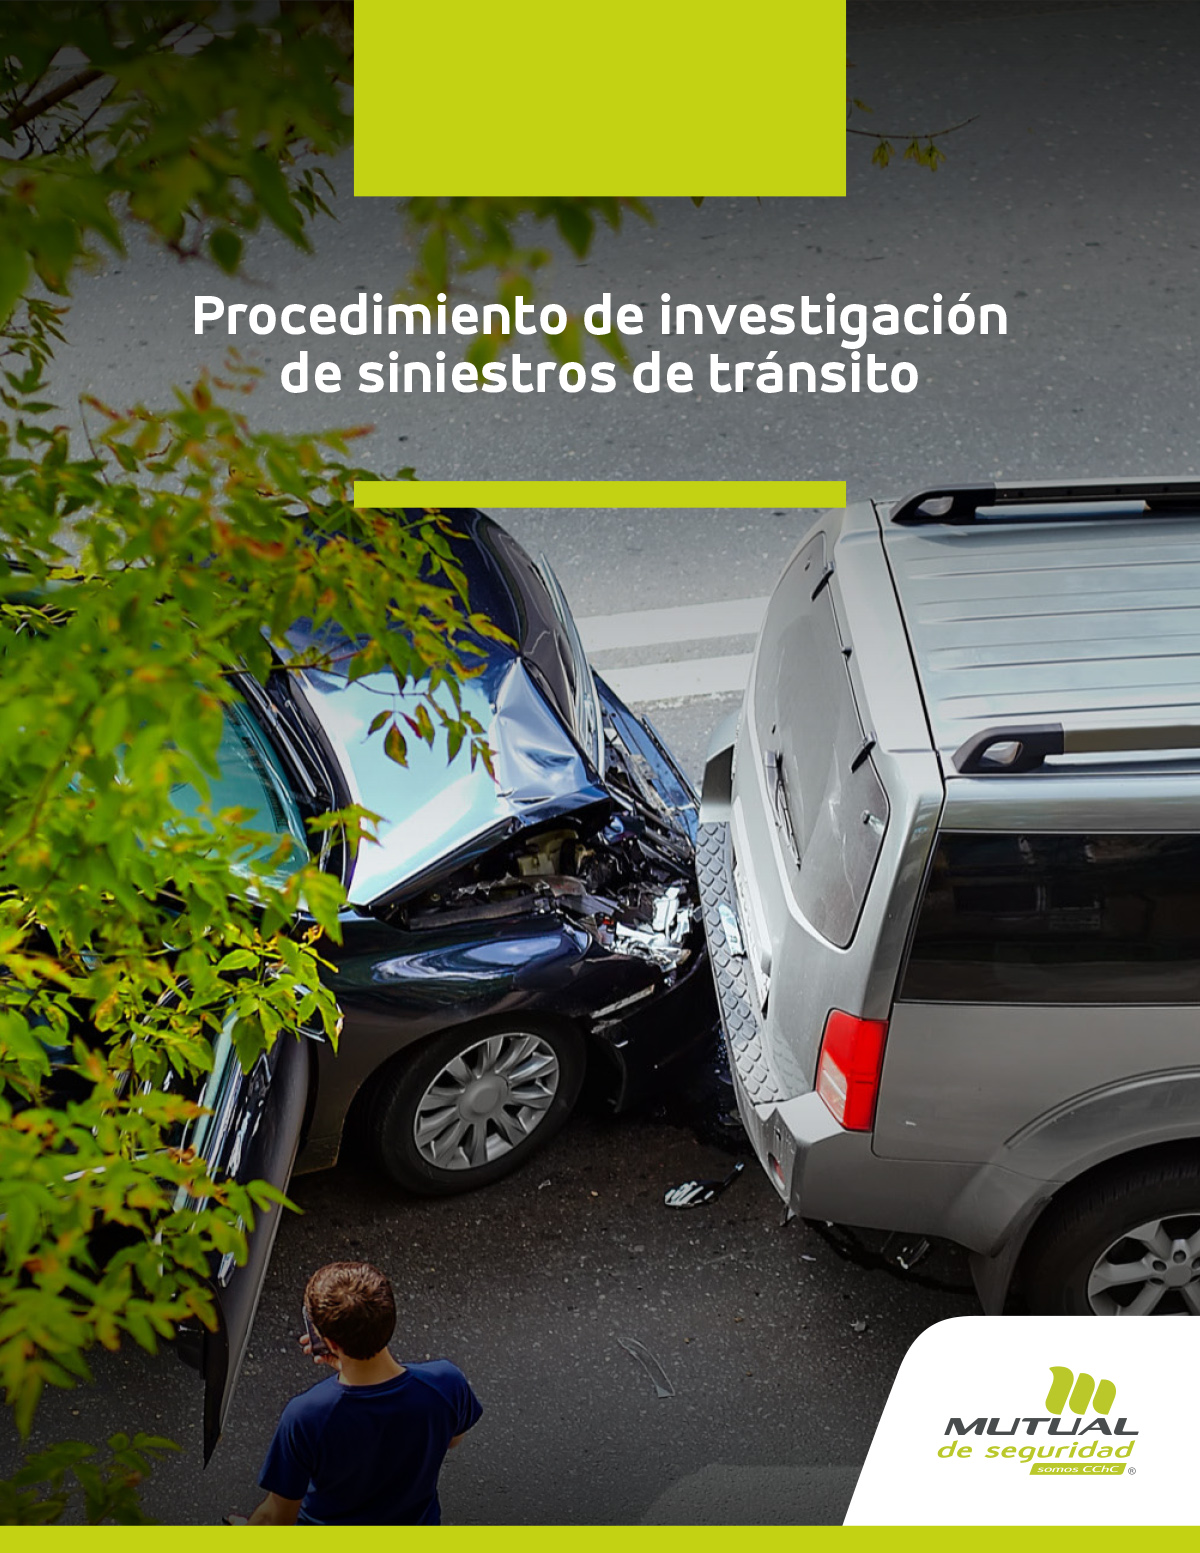 Procedimiento de investigación
de siniestros de tránsito
MUTUAL
de seguridad
somos CChC ®